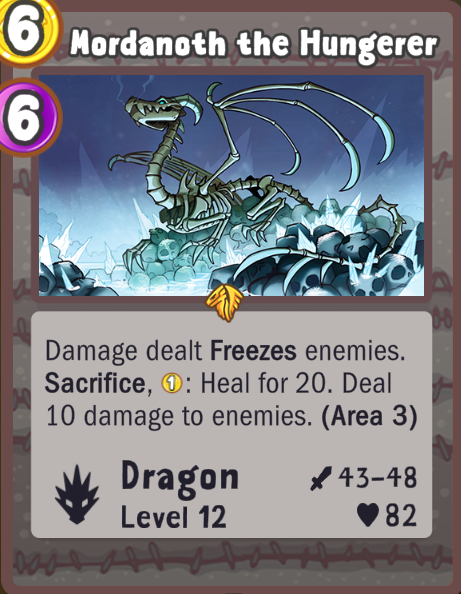 6 Mordanoth the Hungerer
6
Damage dealt Freezes enemies.
Sacrifice, 1: Heal for 20. Deal
10 damage to enemies. (Area 3)
Dragon 43–48
Level 12 82